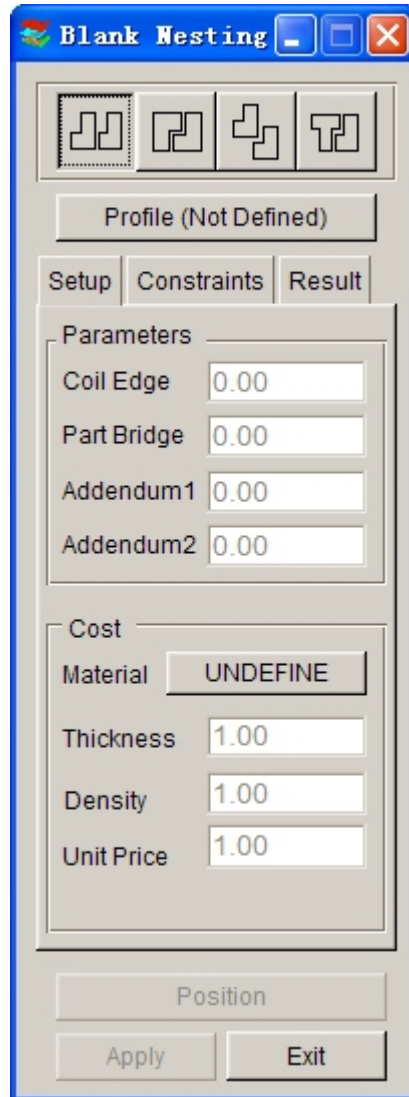 Blank Nesting
Profile (Not Defined)
Setup Constraints Result
Parameters
Coil Edge 0.00
Part Bridge 0.00
Addendum1 0.00
Addendum2 0.00
Cost
Material UNDEFINE
Thickness 1.00
Density 1.00
Unit Price 1.00
Position
Apply Exit